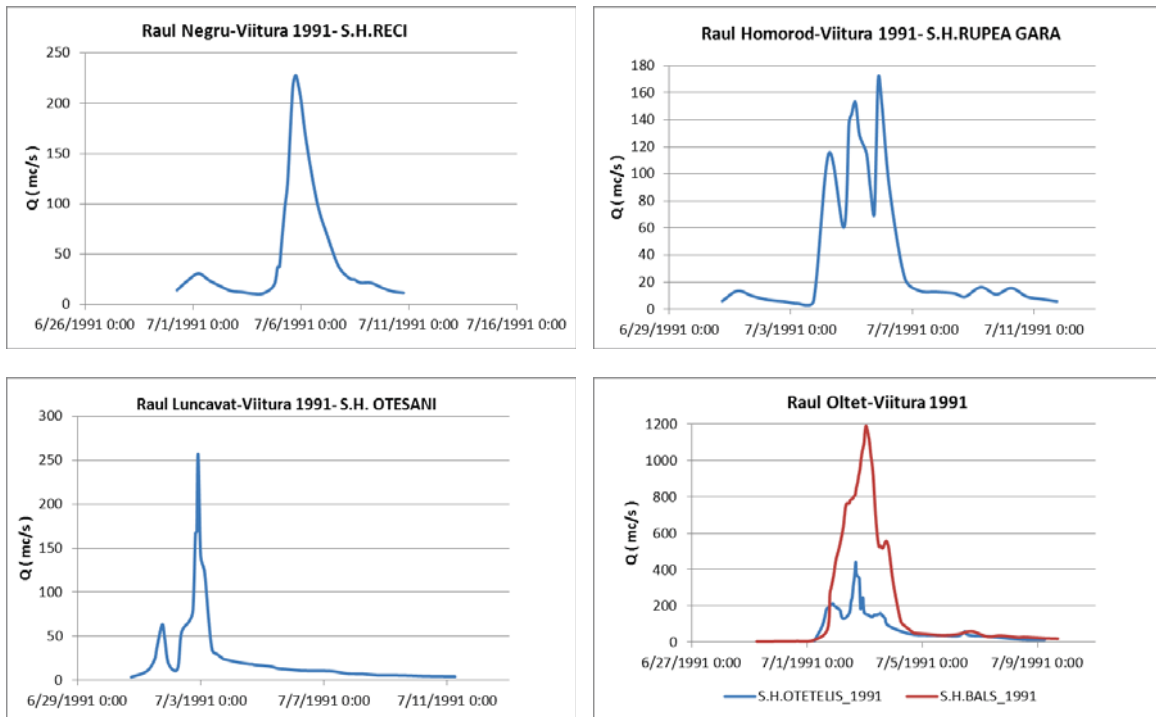 Raul Negru-Viitura 1991- S.H.RECI
250
200
150
100
50
0
Q ( mc/s )
6/26/1991 0:00 7/1/1991 0:00 7/6/1991 0:00 7/11/1991 0:00 7/16/1991 0:00
Raul Homorod-Viitura 1991- S.H.RUPEA GARA
180
160
140
120
100
80
60
40
20
0
Q ( mc/s )
6/29/1991 0:00 7/3/1991 0:00 7/7/1991 0:00 7/11/1991 0:00
Raul Luncavat-Viitura 1991- S.H. OTESANI
300
250
200
150
100
50
0
Q ( mc/s )
6/29/1991 0:00 7/3/1991 0:00 7/7/1991 0:00 7/11/1991 0:00
Raul Oltet-Viitura 1991
1200
1000
800
600
400
200
0
Q ( mc/s )
6/27/1991 0:00 7/1/1991 0:00 7/5/1991 0:00 7/9/1991 0:00
S.H.OTETELIS_1991 S.H.BALS_1991